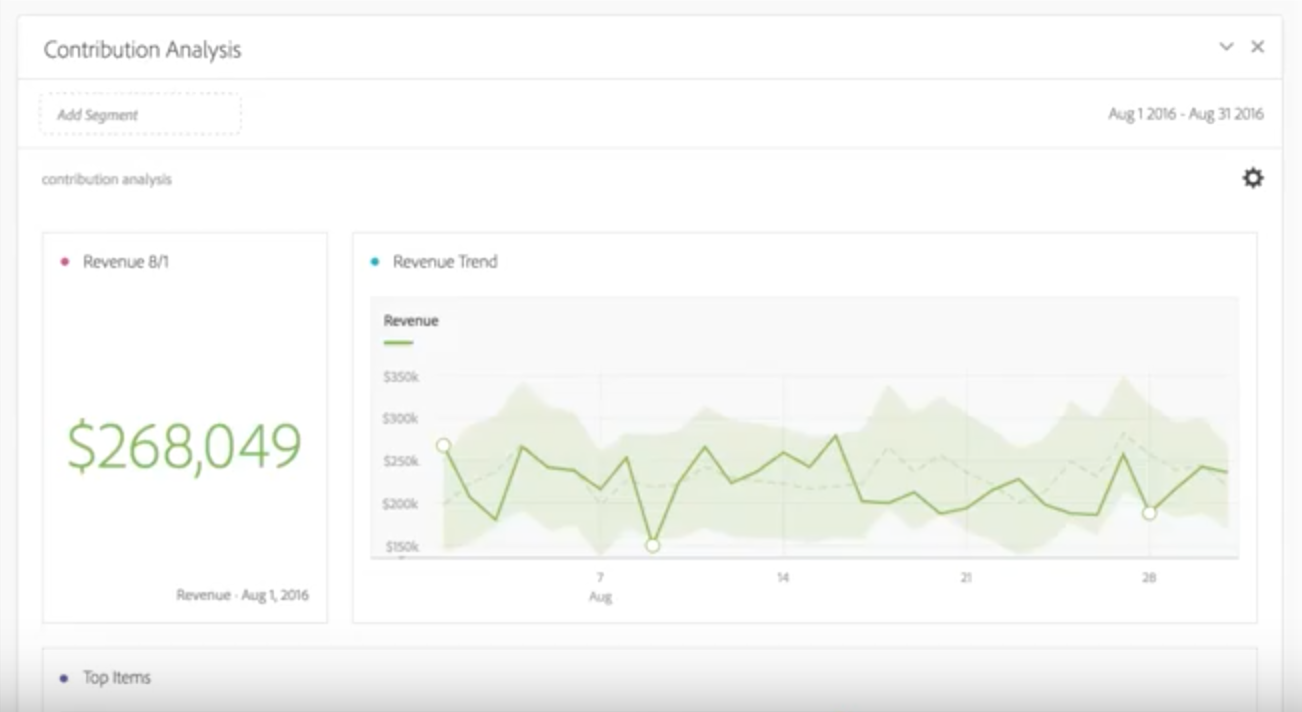 Contribution Analysis
Add Segment
Aug 1 2016 - Aug 31 2016
contribution analysis
Revenue 8/1
$268,049
Revenue - Aug 1, 2016
Revenue Trend
Revenue
$350k
$300k
$250k
$200k
$150k
7 14 21 28
Aug
Top Items